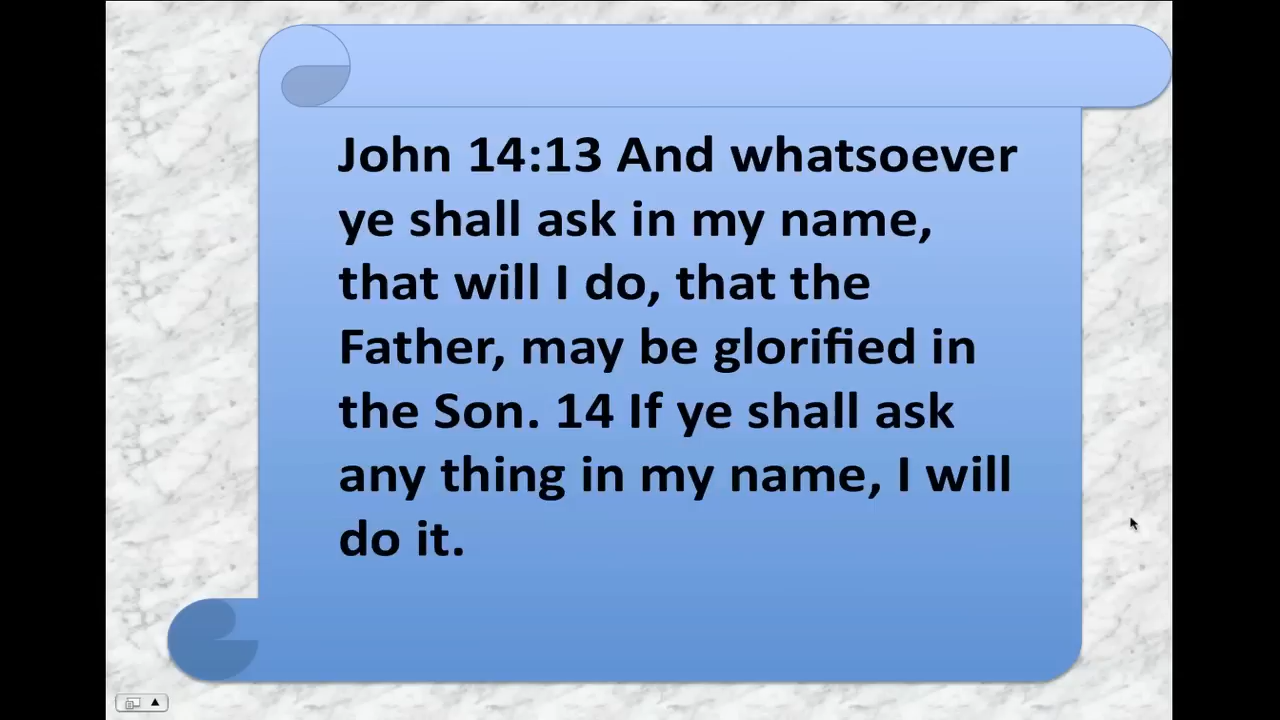 John 14:13 And whatsoever
ye shall ask in my name,
that will I do, that the
Father, may be glorified in
the Son. 14 If ye shall ask
any thing in my name, I will
do it.